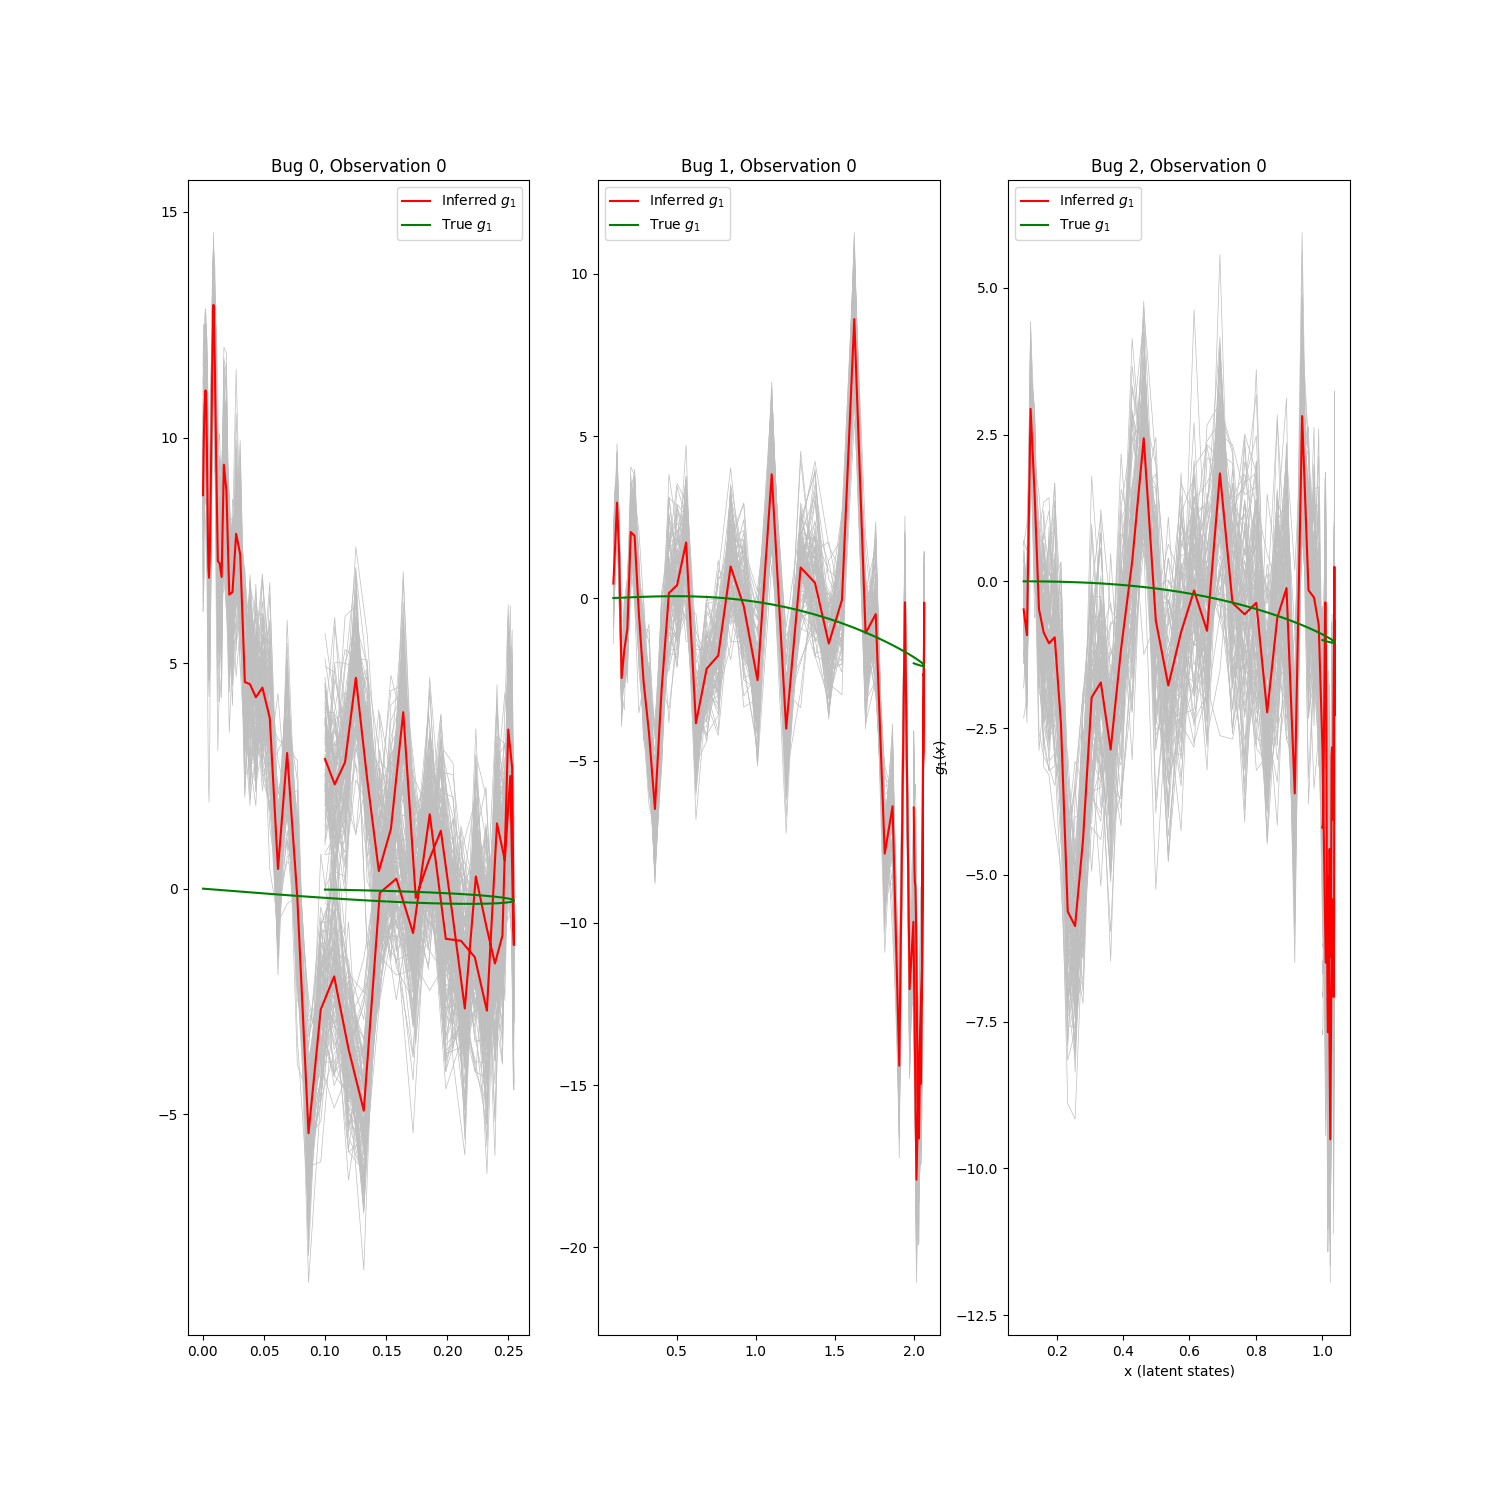 Bug 0, Observation 0
Inferred g₁
True g₁
15
10
5
0
−5
0.00 0.05 0.10 0.15 0.20 0.25
Bug 1, Observation 0
Inferred g₁
True g₁
10
5
0
−5
−10
−15
−20
0.5 1.0 1.5 2.0
Bug 2, Observation 0
Inferred g₁
True g₁
g₁(x)
5.0
2.5
0.0
−2.5
−5.0
−7.5
−10.0
−12.5
0.2 0.4 0.6 0.8 1.0
x (latent states)